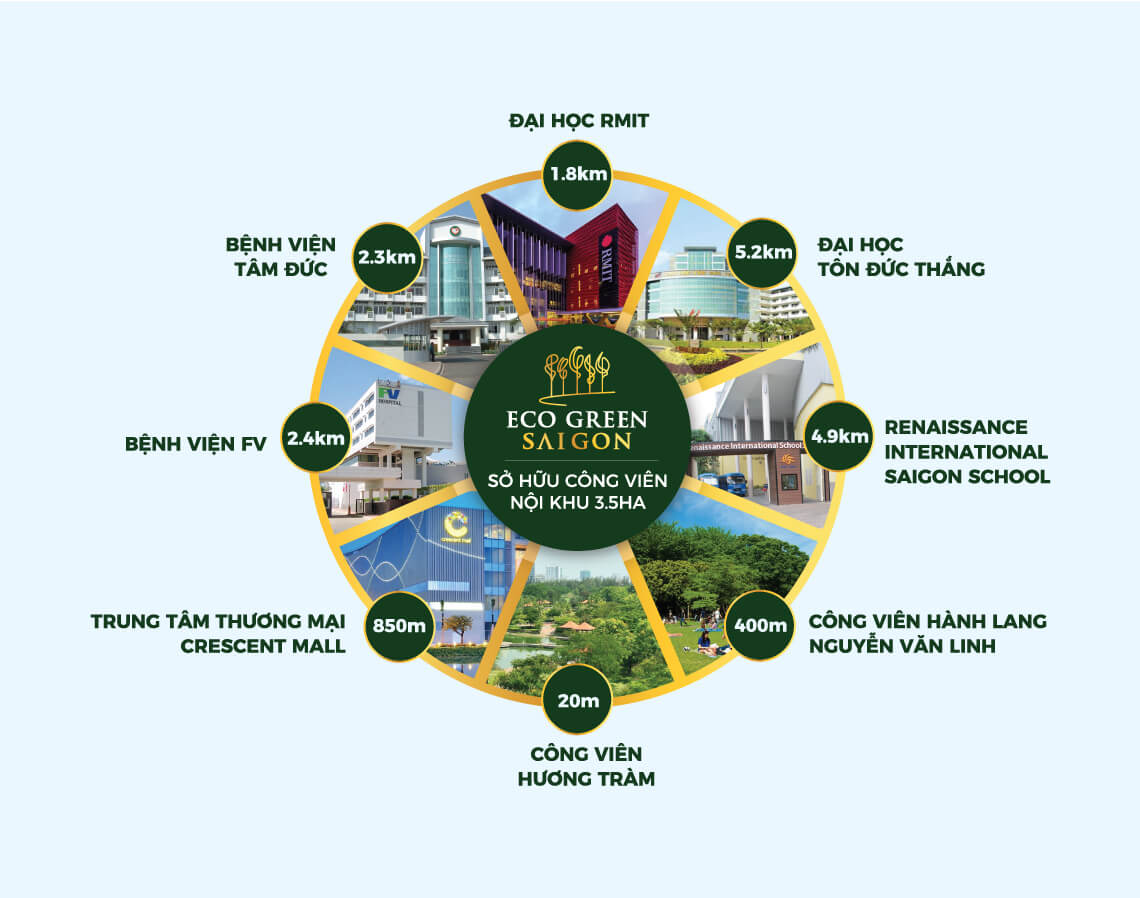 ĐẠI HỌC RMIT
1.8km
RMIT
BỆNH VIỆN
TÂM ĐỨC
2.3km
5.2km
ĐẠI HỌC
TÔN ĐỨC THẮNG
ECO GREEN
SAIGON
SỞ HỮU CÔNG VIÊN
NỘI KHU 3.5HA
BỆNH VIỆN FV
2.4km
FV
HOSPITAL
Renaissance International School
4.9km
RENAISSANCE
INTERNATIONAL
SAIGON SCHOOL
crescent mall
TRUNG TÂM THƯƠNG MẠI
CRESCENT MALL
850m
400m
CÔNG VIÊN HÀNH LANG
NGUYỄN VĂN LINH
20m
CÔNG VIÊN
HƯƠNG TRÀM